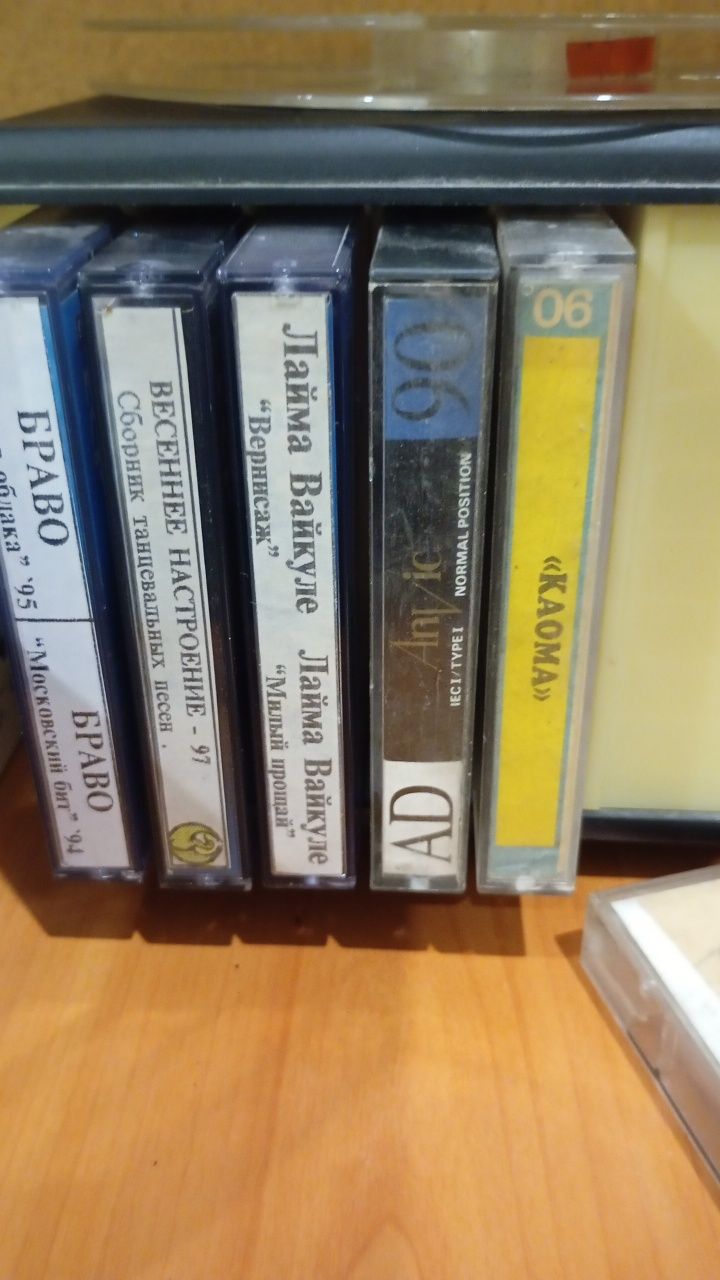 БРАВО
облака" '95
БРАВО
"Московский бит" '94
ВЕСЕННЕЕ НАСТРОЕНИЕ - 97
Сборник танцевальных песен .
Лайма Вайкуле
"Вернисаж"
Лайма Вайкуле
"Милый прощай"
90
IEC I / TYPE I NORMAL POSITION
AD
90
«КАОМА»